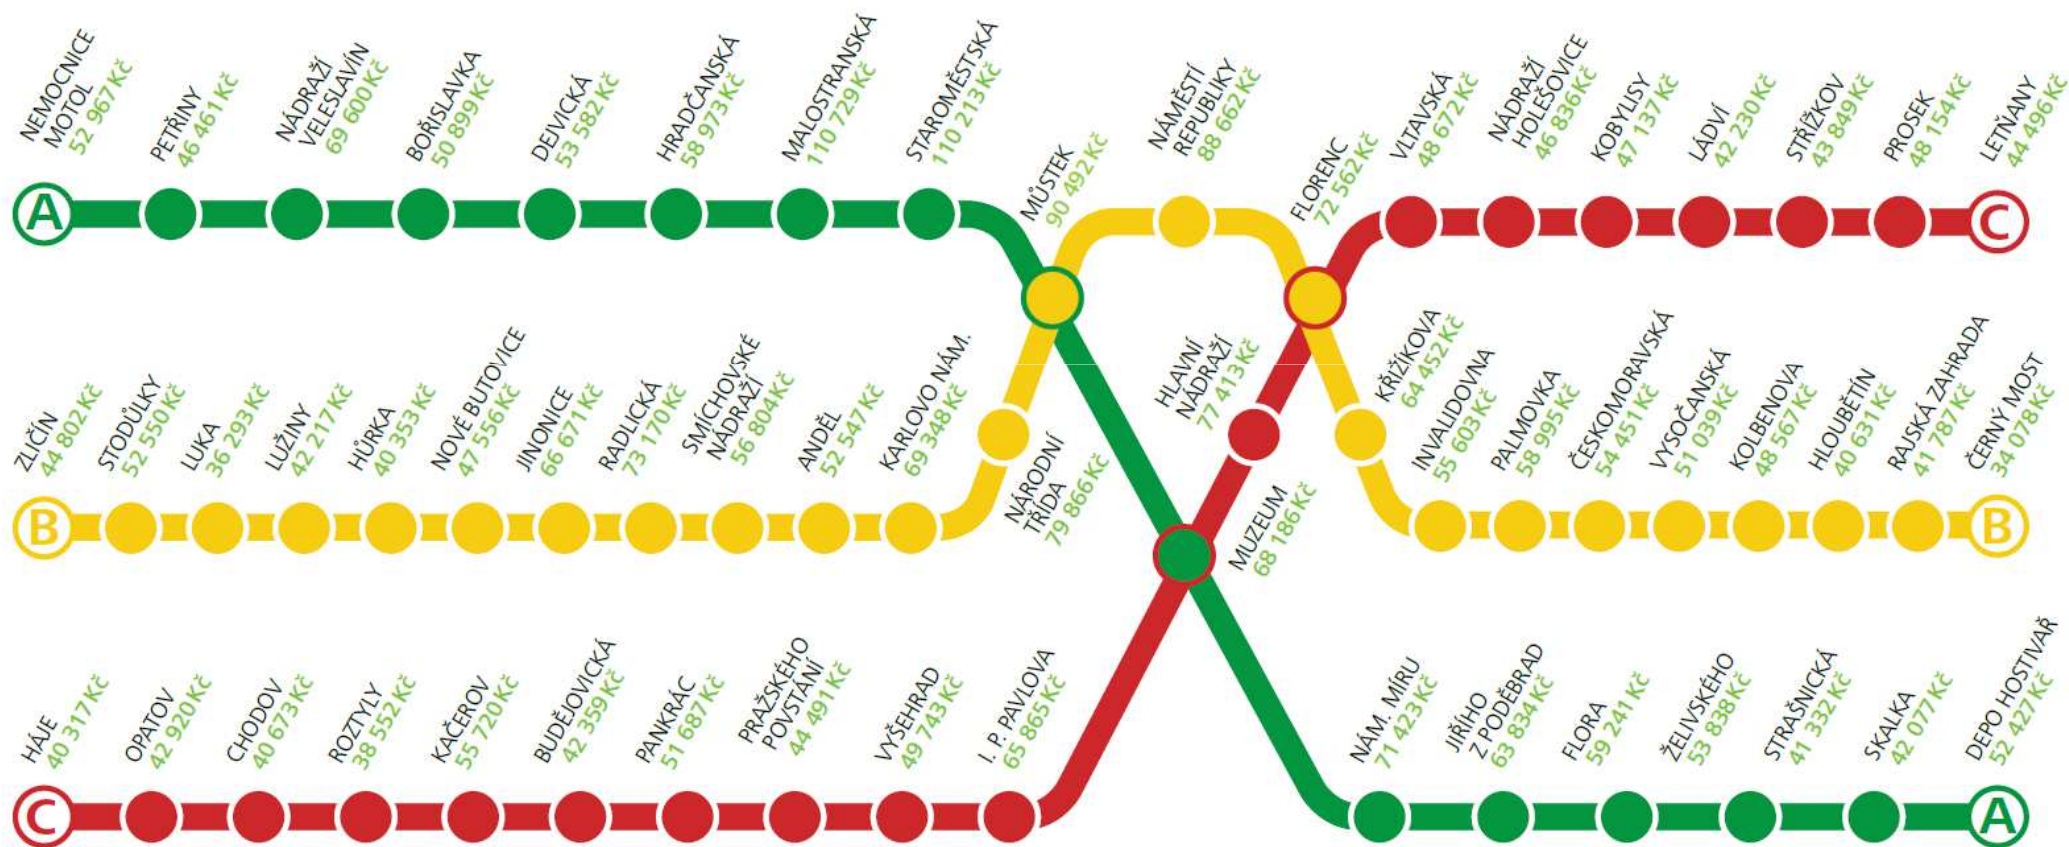 NEMOCNICE
MOTOL
52 967 Kč
PETŘINY
46 461 Kč
NÁDRAŽÍ
VELESLAVÍN
69 600 Kč
BOŘISLAVKA
50 899 Kč
DEJVICKÁ
53 582 Kč
HRADČANSKÁ
58 973 Kč
MALOSTRANSKÁ
110 729 Kč
STAROMĚSTSKÁ
110 213 Kč
MŮSTEK
90 492 Kč
NÁMĚSTÍ
REPUBLIKY
88 662 Kč
FLORENC
72 562 Kč
VLTAVSKÁ
48 672 Kč
NÁDRAŽÍ
HOLEŠOVICE
46 836 Kč
KOBYLISY
47 137 Kč
LÁDVÍ
42 230 Kč
STŘÍŽKOV
43 849 Kč
PROSEK
48 154 Kč
LETŇANY
44 496 Kč
A
C
ZLIČÍN
44 802 Kč
STODŮLKY
52 550 Kč
LUKA
36 293 Kč
LUŽINY
42 217 Kč
HŮRKA
40 353 Kč
NOVÉ BUTOVICE
47 556 Kč
JINONICE
66 671 Kč
RADLICKÁ
73 170 Kč
SMÍCHOVSKÉ
NÁDRAŽÍ
56 804 Kč
ANDĚL
52 547 Kč
KARLOVO NÁM.
69 348 Kč
NÁRODNÍ
TŘÍDA
79 866 Kč
HLAVNÍ
NÁDRAŽÍ
77 413 Kč
MUZEUM
68 186 Kč
KŘIŽÍKOVA
64 452 Kč
INVALIDOVNA
55 603 Kč
PALMOVKA
58 995 Kč
ČESKOMORAVSKÁ
54 451 Kč
VYSOČANSKÁ
51 039 Kč
KOLBENOVA
48 567 Kč
HLOUBĚTÍN
40 631 Kč
RAJSKÁ ZAHRADA
41 787 Kč
ČERNÝ MOST
34 078 Kč
B
B
HÁJE
40 317 Kč
OPATOV
42 920 Kč
CHODOV
40 673 Kč
ROZTYLY
38 552 Kč
KAČEROV
55 720 Kč
BUDĚJOVICKÁ
42 359 Kč
PANKRÁC
51 687 Kč
PRAŽSKÉHO
POVSTÁNÍ
44 491 Kč
VYŠEHRAD
49 743 Kč
I. P. PAVLOVA
65 865 Kč
NÁM. MÍRU
71 423 Kč
JIŘÍHO
Z PODĚBRAD
63 834 Kč
FLORA
59 241 Kč
ŽELIVSKÉHO
53 838 Kč
STRAŠNICKÁ
41 332 Kč
SKALKA
42 077 Kč
DEPO HOSTIVAŘ
52 427 Kč
C
A